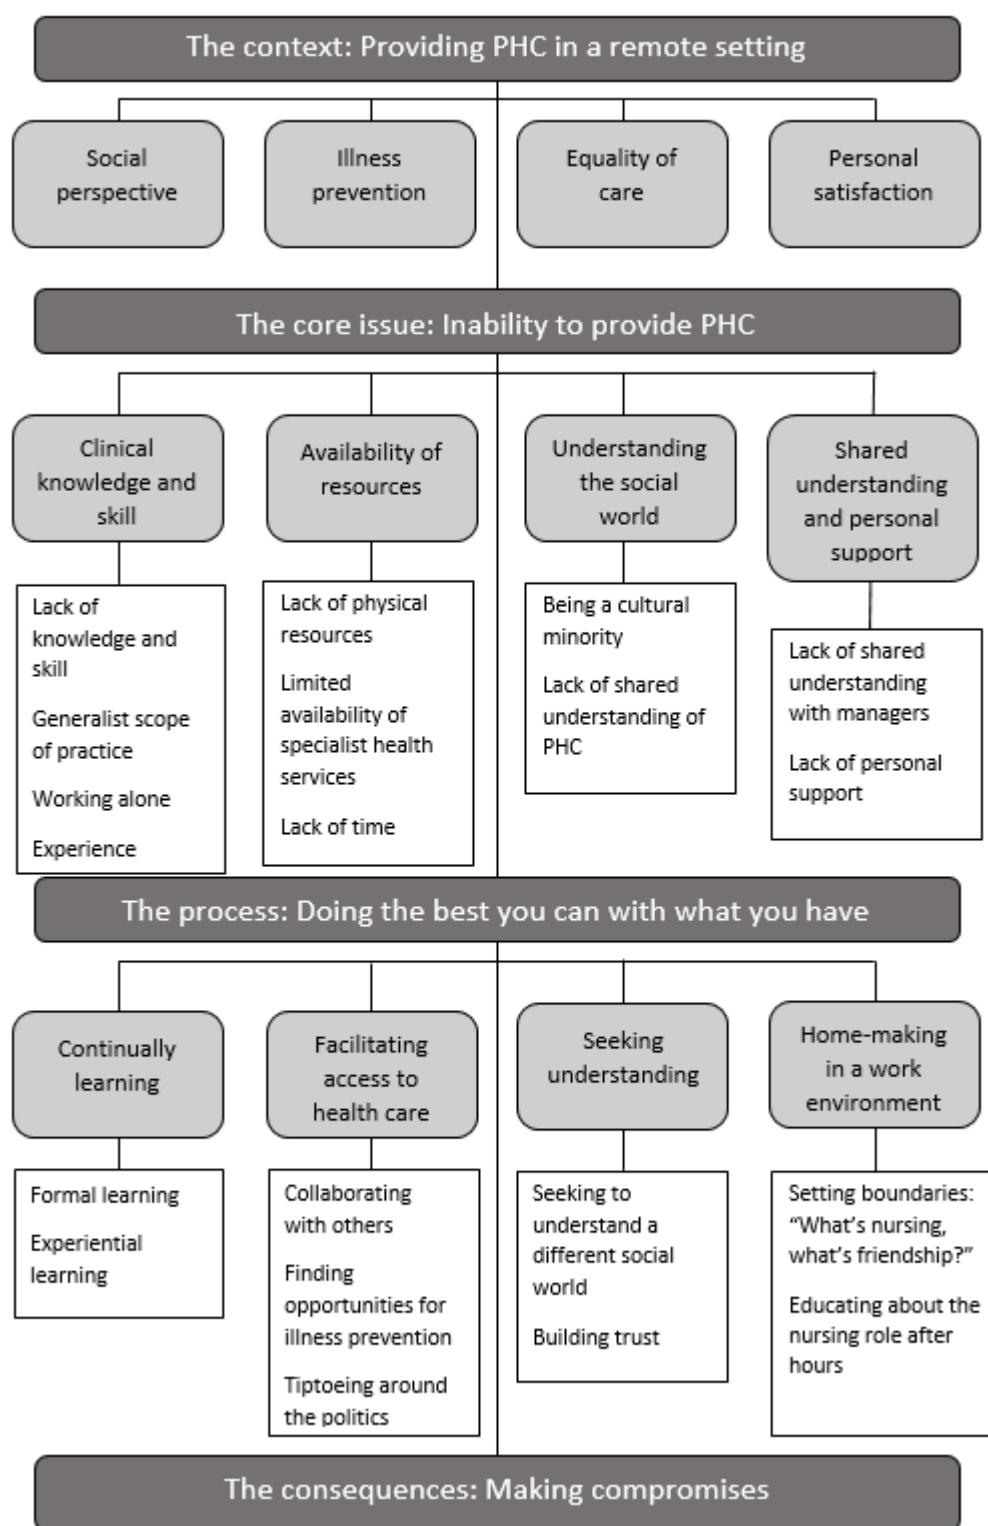 The context: Providing PHC in a remote setting
Social
perspective
Illness
prevention
Equality of
care
Personal
satisfaction
The core issue: Inability to provide PHC
Clinical
knowledge and
skill
Availability of
resources
Understanding
the social
world
Shared
understanding
and personal
support
Lack of
knowledge and
skill
Generalist scope
of practice
Working alone
Experience
Lack of physical
resources
Limited
availability of
specialist health
services
Lack of time
Being a cultural
minority
Lack of shared
understanding of
PHC
Lack of shared
understanding
with managers
Lack of personal
support
The process: Doing the best you can with what you have
Continually
learning
Facilitating
access to
health care
Seeking
understanding
Home-making
in a work
environment
Formal learning
Experiential
learning
Collaborating
with others
Finding
opportunities for
illness prevention
Tiptoeing around
the politics
Seeking to
understand a
different social
world
Building trust
Setting boundaries:
“What’s nursing,
what’s friendship?”
Educating about the
nursing role after
hours
The consequences: Making compromises